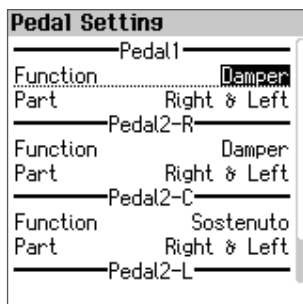 Pedal Setting
Pedal1
Function Damper
Part Right & Left
Pedal2-R
Function Damper
Part Right & Left
Pedal2-C
Function Sostenuto
Part Right & Left
Pedal2-L